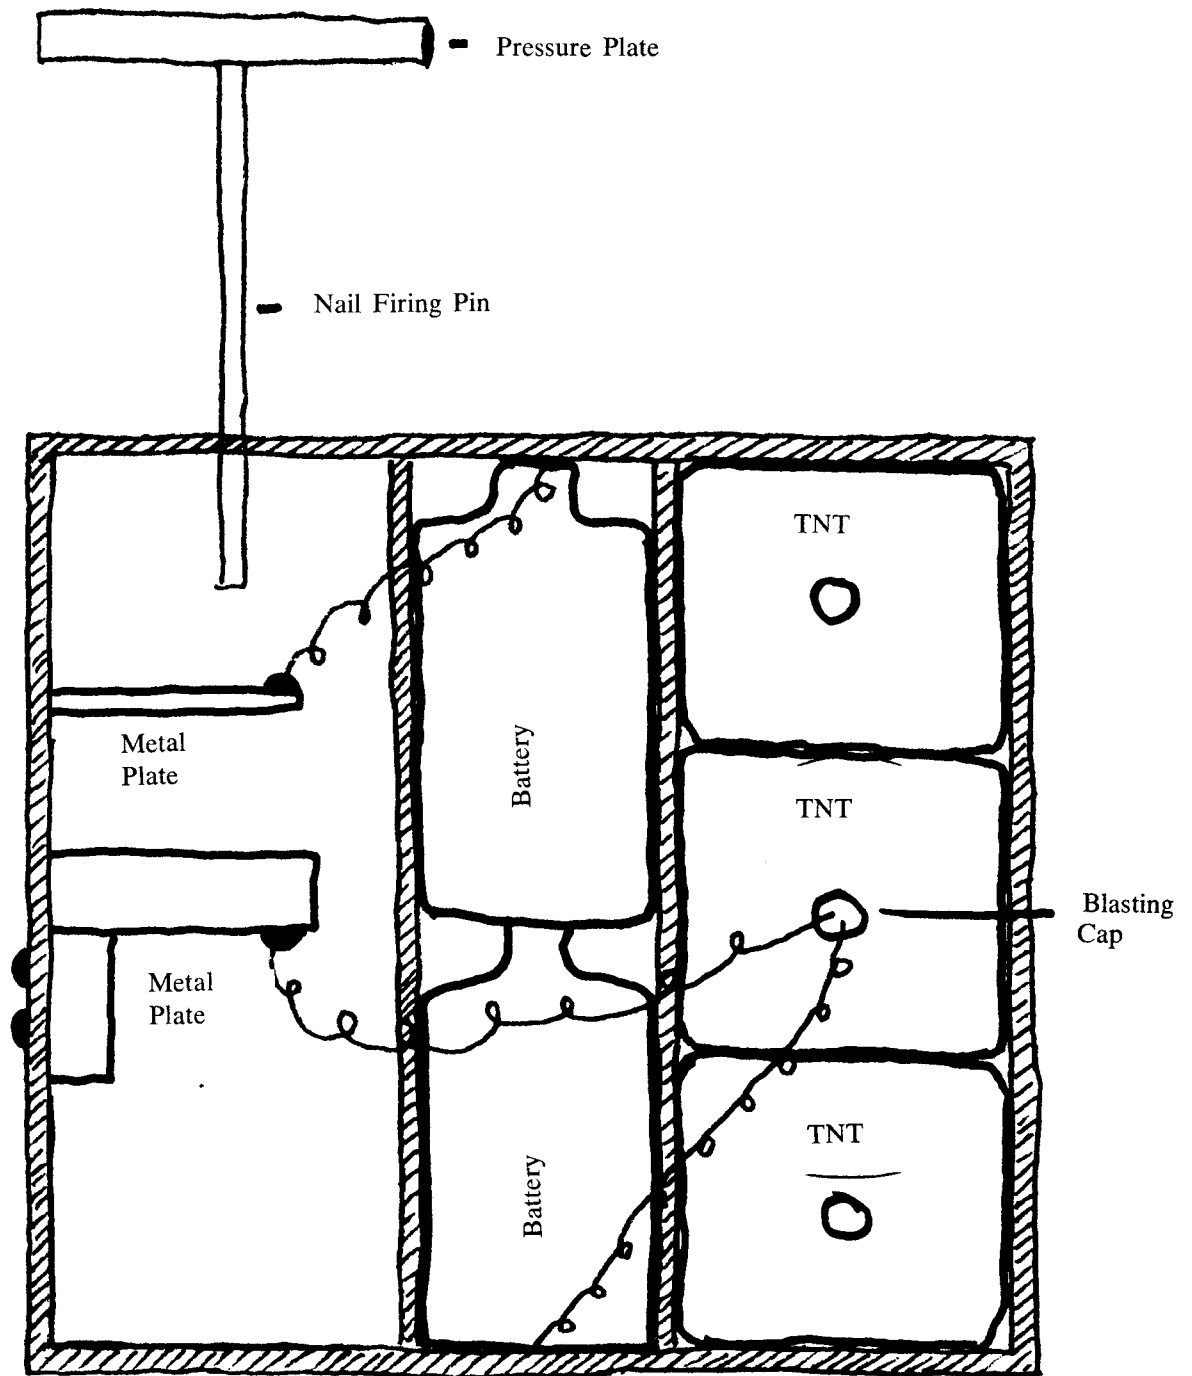 Pressure Plate
Nail Firing Pin
TNT
Metal
Plate
Battery
TNT
Blasting
Cap
Metal
Plate
TNT
Battery